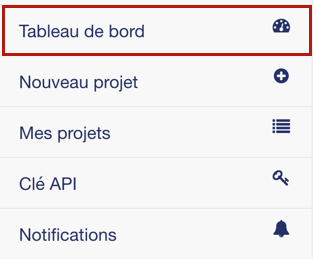 Tableau de bord
Nouveau projet
Mes projets
Clé API
Notifications